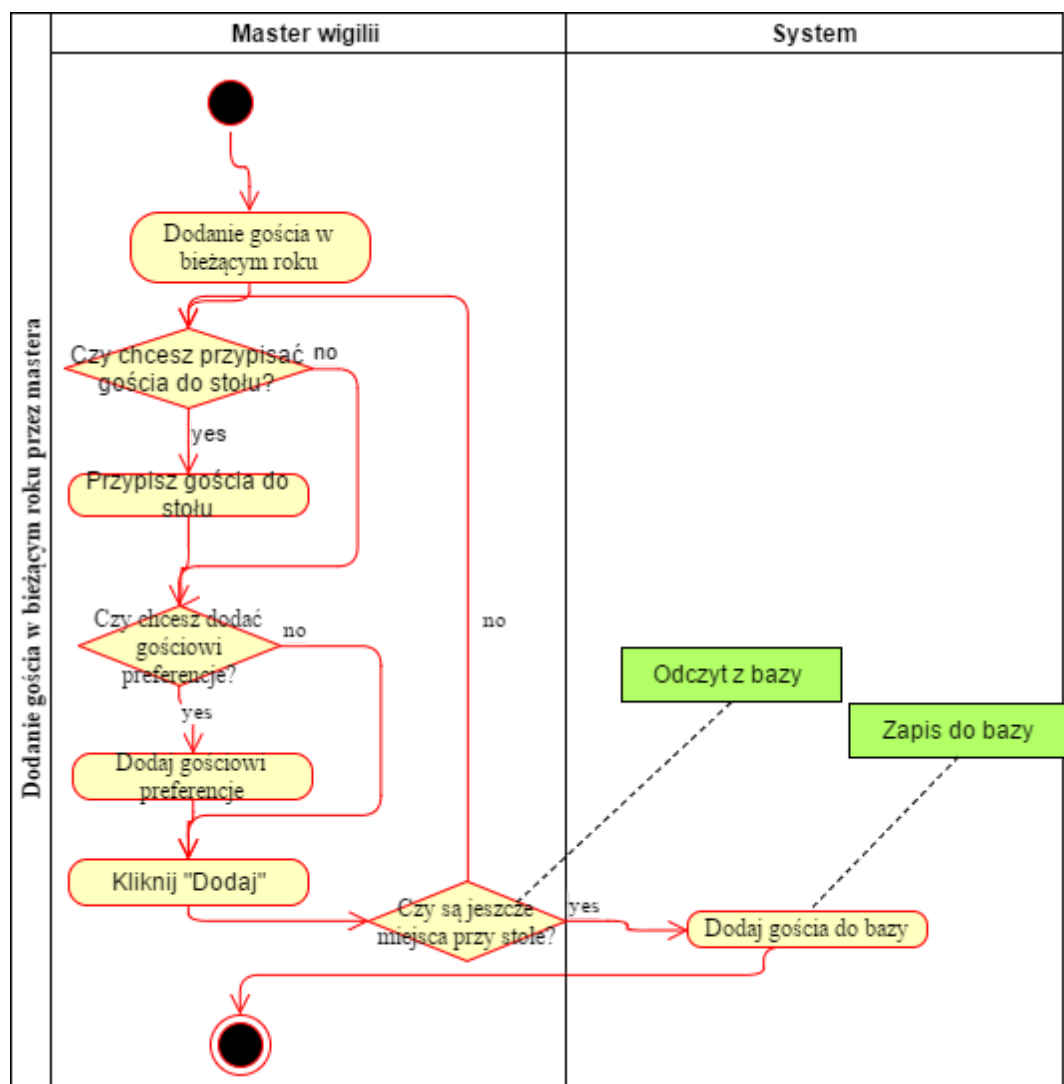 Master wigilii
System
Dodanie gościa w bieżącym roku przez mastera
Dodanie gościa w
bieżącym roku
Czy chcesz przypisać
gościa do stołu?
no
yes
Przypisz gościa do
stołu
Czy chcesz dodać
gościowi
preferencje?
no
yes
no
Odczyt z bazy
Zapis do bazy
Dodaj gościowi
preferencje
Kliknij "Dodaj"
Czy są jeszcze
miejsca przy stole?
yes
Dodaj gościa do bazy